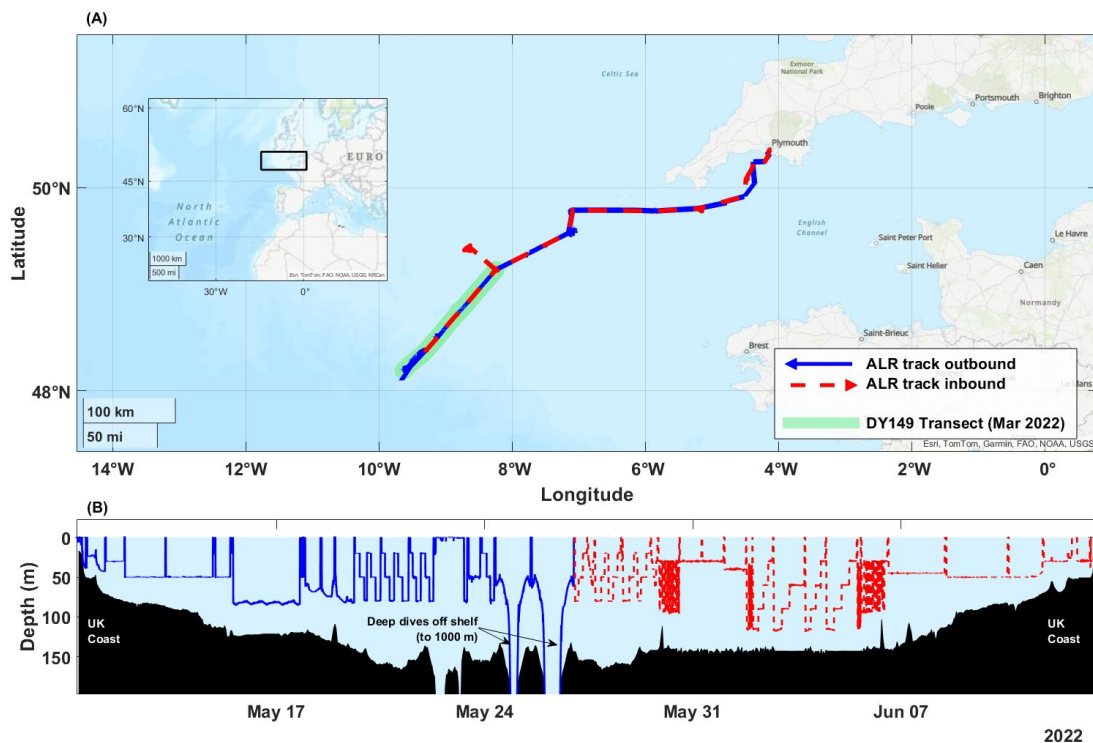 (A)
Celtic Sea
Exmoor
National Park
Portsmouth
Brighton
Poole
Plymouth
60°N
EURO
45°N
North
Atlantic
Ocean
30°N
1000 km
500 mi
Esri, TomTom, FAO, NOAA, USGS, NRCan
30°W
0°
50°N
48°N
Latitude
English
Channel
Le Havre
Saint Peter Port
Saint Helier
Caen
Normandy
Saint-Brieuc
Brest
Le Mans
ALR track outbound
ALR track inbound
DY149 Transect (Mar 2022)
Esri, TomTom, Garmin, FAO, NOAA, USGS
100 km
50 mi
14°W
12°W
10°W
8°W
6°W
4°W
2°W
0°
Longitude
(B)
0
50
100
150
Depth (m)
UK
Coast
Deep dives off shelf
(to 1000 m)
UK
Coast
May 17
May 24
May 31
Jun 07
2022